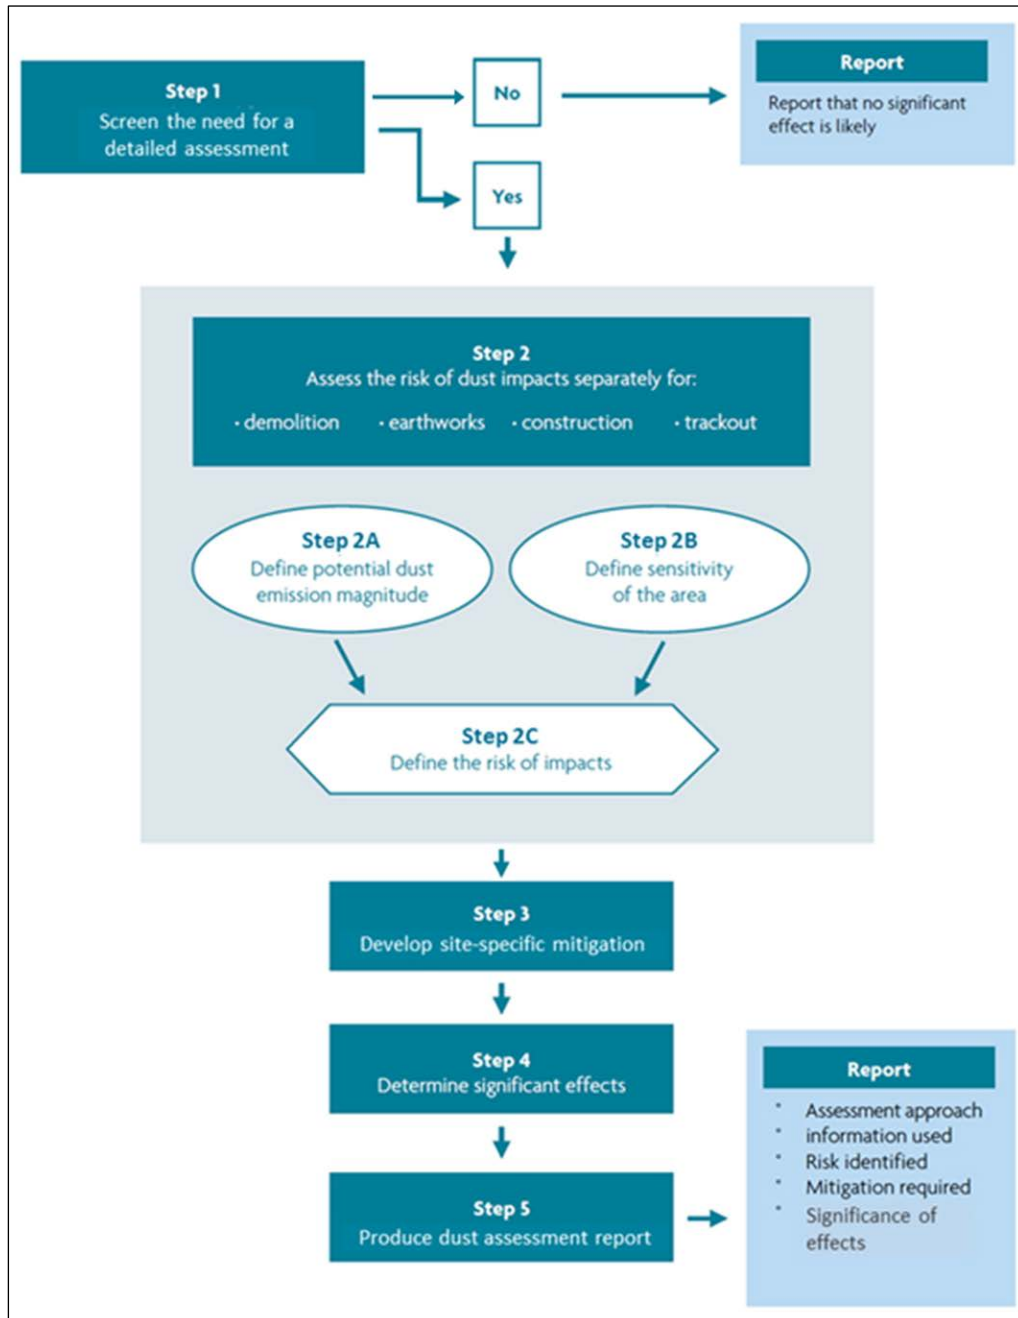 Step 1
Screen the need for a
detailed assessment
No
Report
Report that no significant
effect is likely
Yes
Step 2
Assess the risk of dust impacts separately for:
• demolition • earthworks • construction • trackout
Step 2A
Define potential dust
emission magnitude
Step 2B
Define sensitivity
of the area
Step 2C
Define the risk of impacts
Step 3
Develop site-specific mitigation
Step 4
Determine significant effects
Step 5
Produce dust assessment report
Report
• Assessment approach
• information used
• Risk identified
• Mitigation required
• Significance of
effects